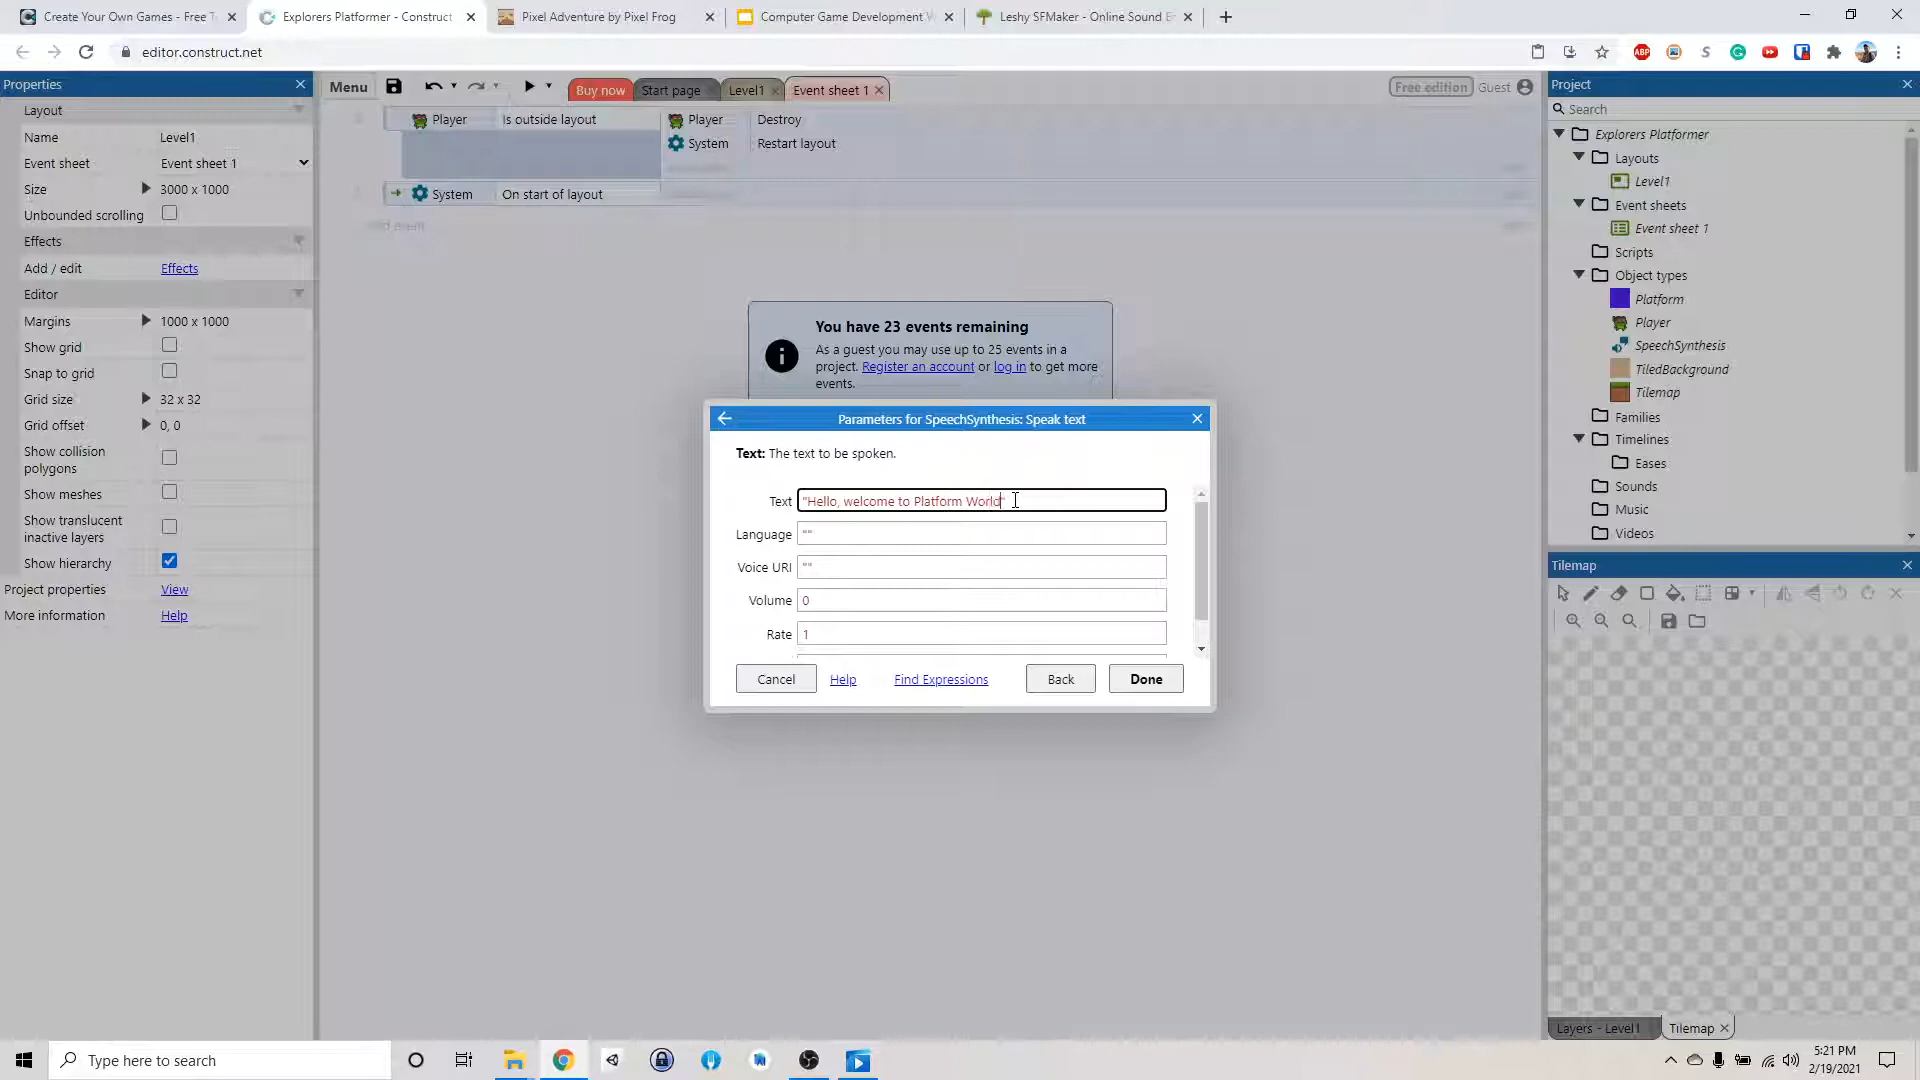 Create Your Own Games - Free T
Explorers Platformer - Construct
Pixel Adventure by Pixel Frog
Computer Game Development
Leshy SFMaker - Online Sound E
editor.construct.net
ABP
Properties
Menu
Buy now
Start page
Level1
Event sheet 1
Free edition
Guest
Project
Layout
Name
Level1
Event sheet
Event sheet 1
Size
3000 x 1000
Unbounded scrolling
Effects
Add / edit
Effects
Editor
Margins
1000 x 1000
Show grid
Snap to grid
Grid size
32 x 32
Grid offset
0, 0
Show collision
polygons
Show meshes
Show translucent
inactive layers
Show hierarchy
Project properties
View
More information
Help
Player
Is outside layout
Player
Destroy
System
Restart layout
System
On start of layout
Add event
You have 23 events remaining
As a guest you may use up to 25 events in a
project. Register an account or log in to get more
events.
Parameters for SpeechSynthesis: Speak text
Text: The text to be spoken.
Text
"Hello, welcome to Platform World"
Language
""
Voice URI
""
Volume
0
Rate
1
Cancel
Help
Find Expressions
Back
Done
Search
Explorers Platformer
Layouts
Level1
Event sheets
Event sheet 1
Scripts
Object types
Platform
Player
SpeechSynthesis
TiledBackground
Tilemap
Families
Timelines
Eases
Sounds
Music
Videos
Tilemap
Layers - Level1
Tilemap
Type here to search
5:21 PM
2/19/2021